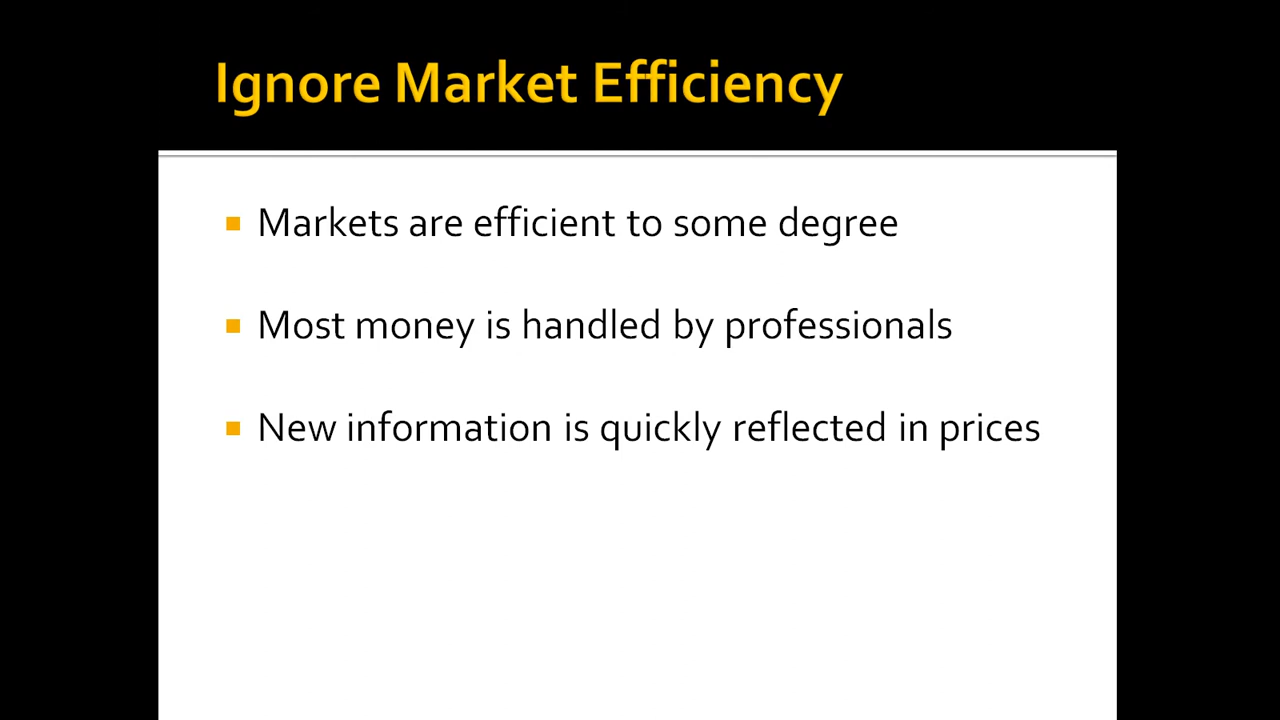 Ignore Market Efficiency
Markets are efficient to some degree
Most money is handled by professionals
New information is quickly reflected in prices